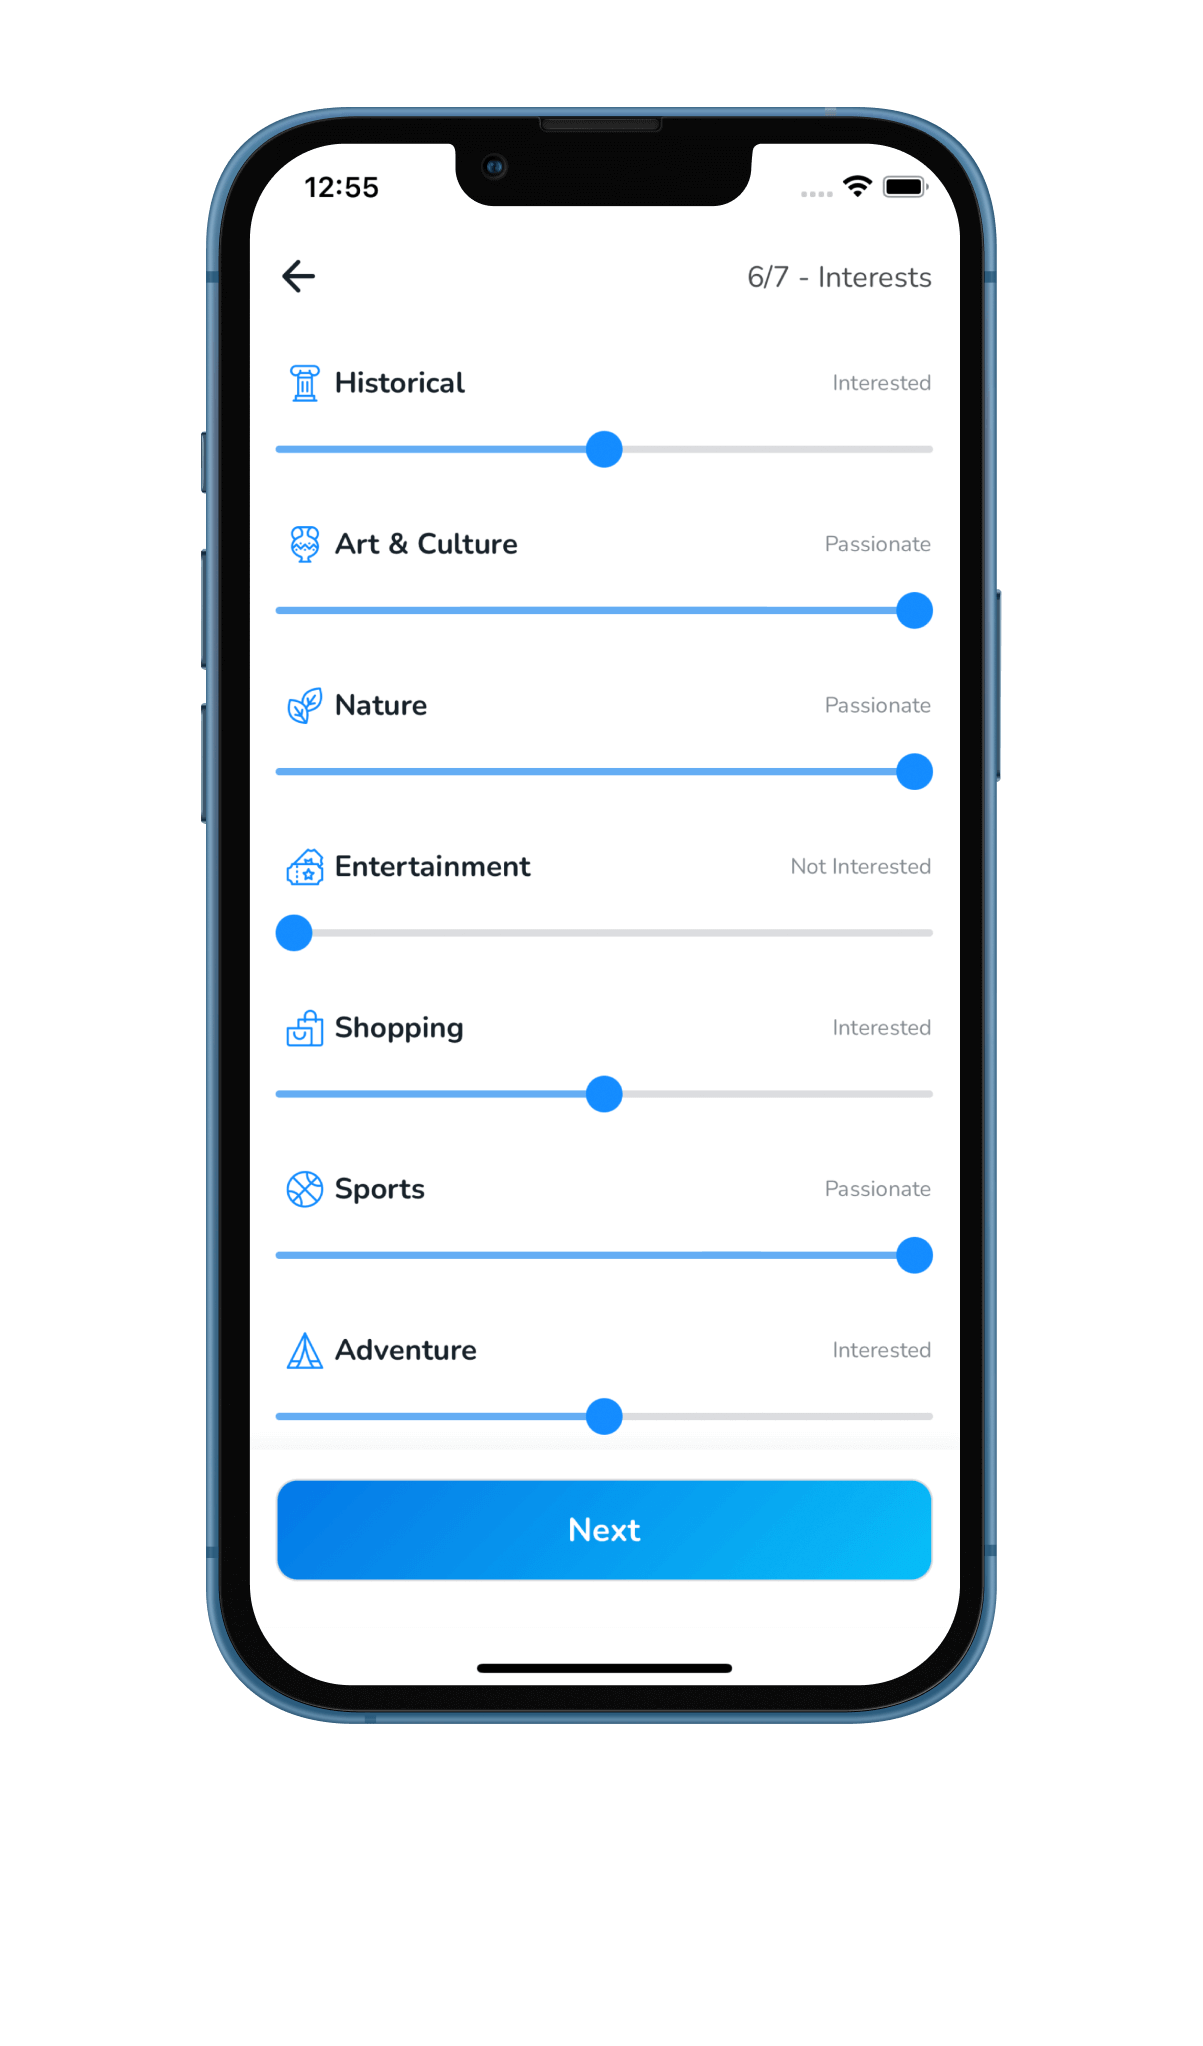 12:55
6/7 - Interests
Historical Interested
Art & Culture Passionate
Nature Passionate
Entertainment Not Interested
Shopping Interested
Sports Passionate
Adventure Interested
Next